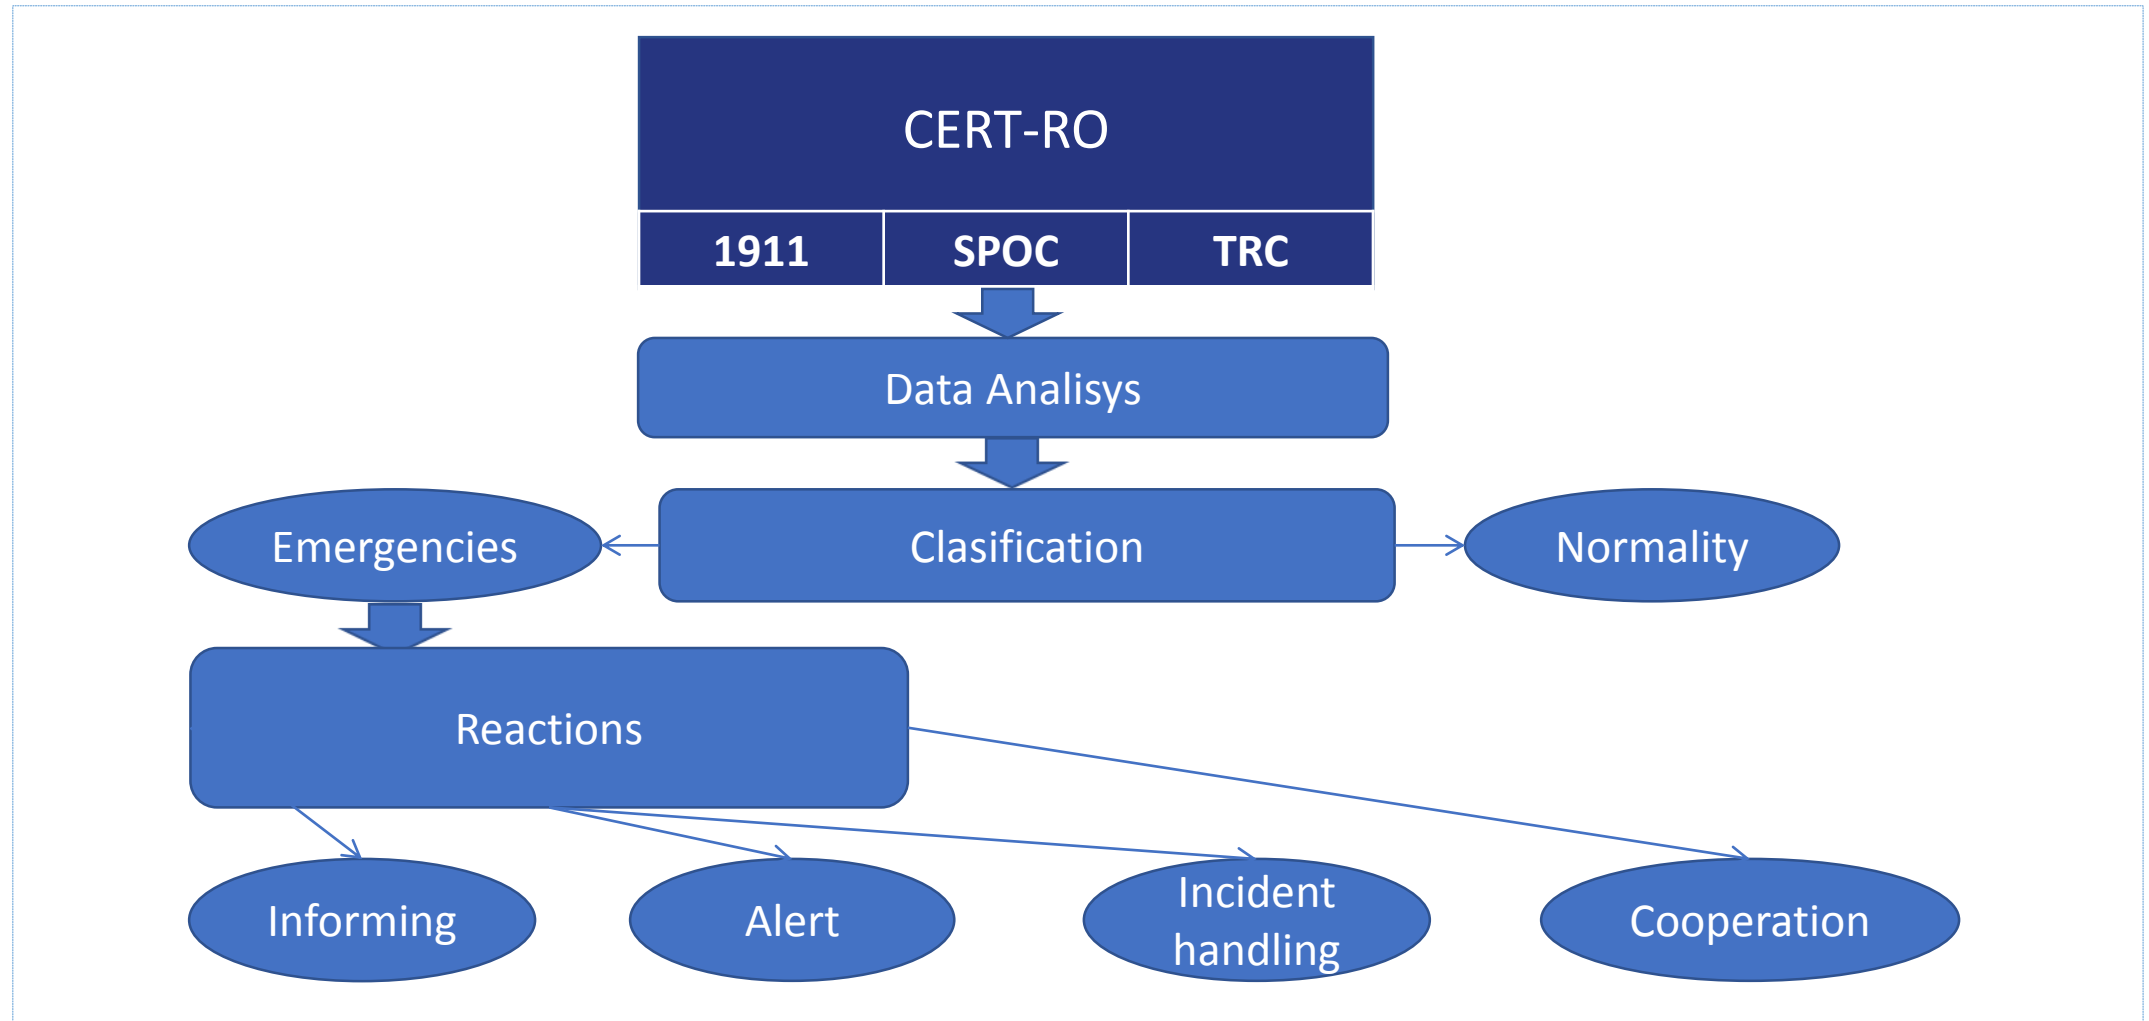 CERT-RO
1911 SPOC TRC
Data Analisys
Emergencies Clasification Normality
Reactions
Informing Alert Incident handling Cooperation